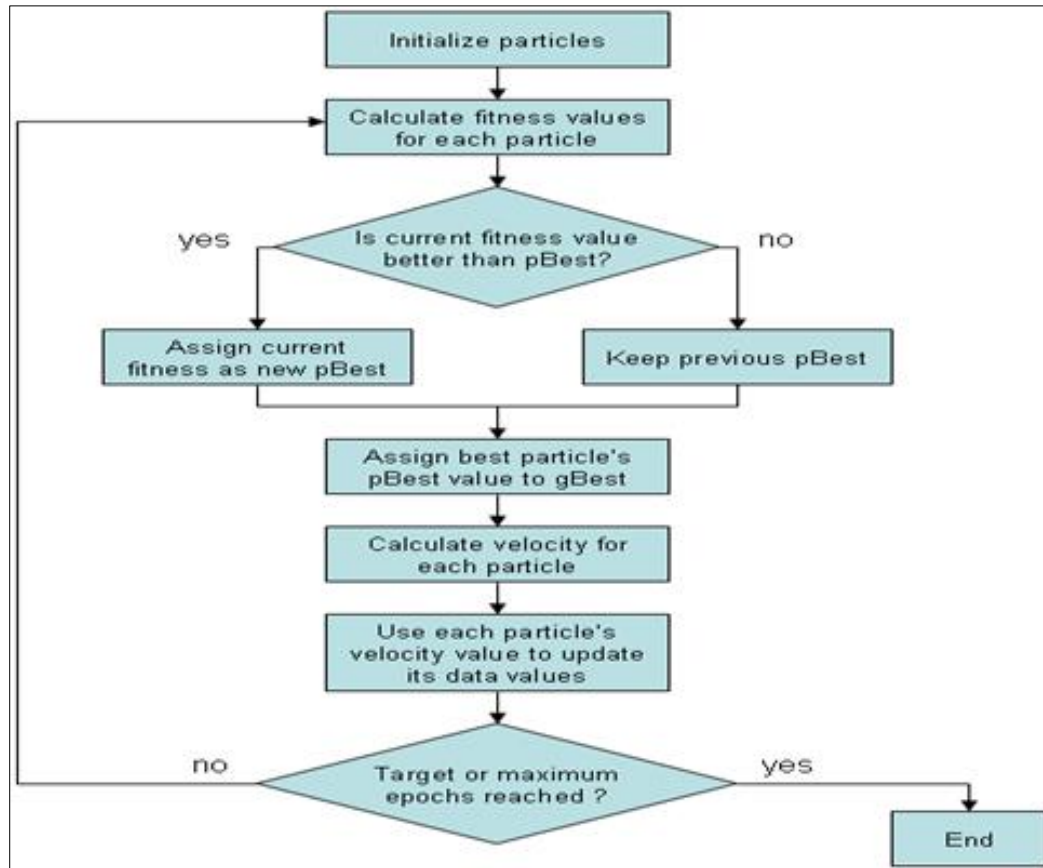 Initialize particles
Calculate fitness values
for each particle
yes
Is current fitness value
better than pBest?
no
Assign current
fitness as new pBest
Keep previous pBest
Assign best particle's
pBest value to gBest
Calculate velocity for
each particle
Use each particle's
velocity value to update
its data values
no
Target or maximum
epochs reached ?
yes
End